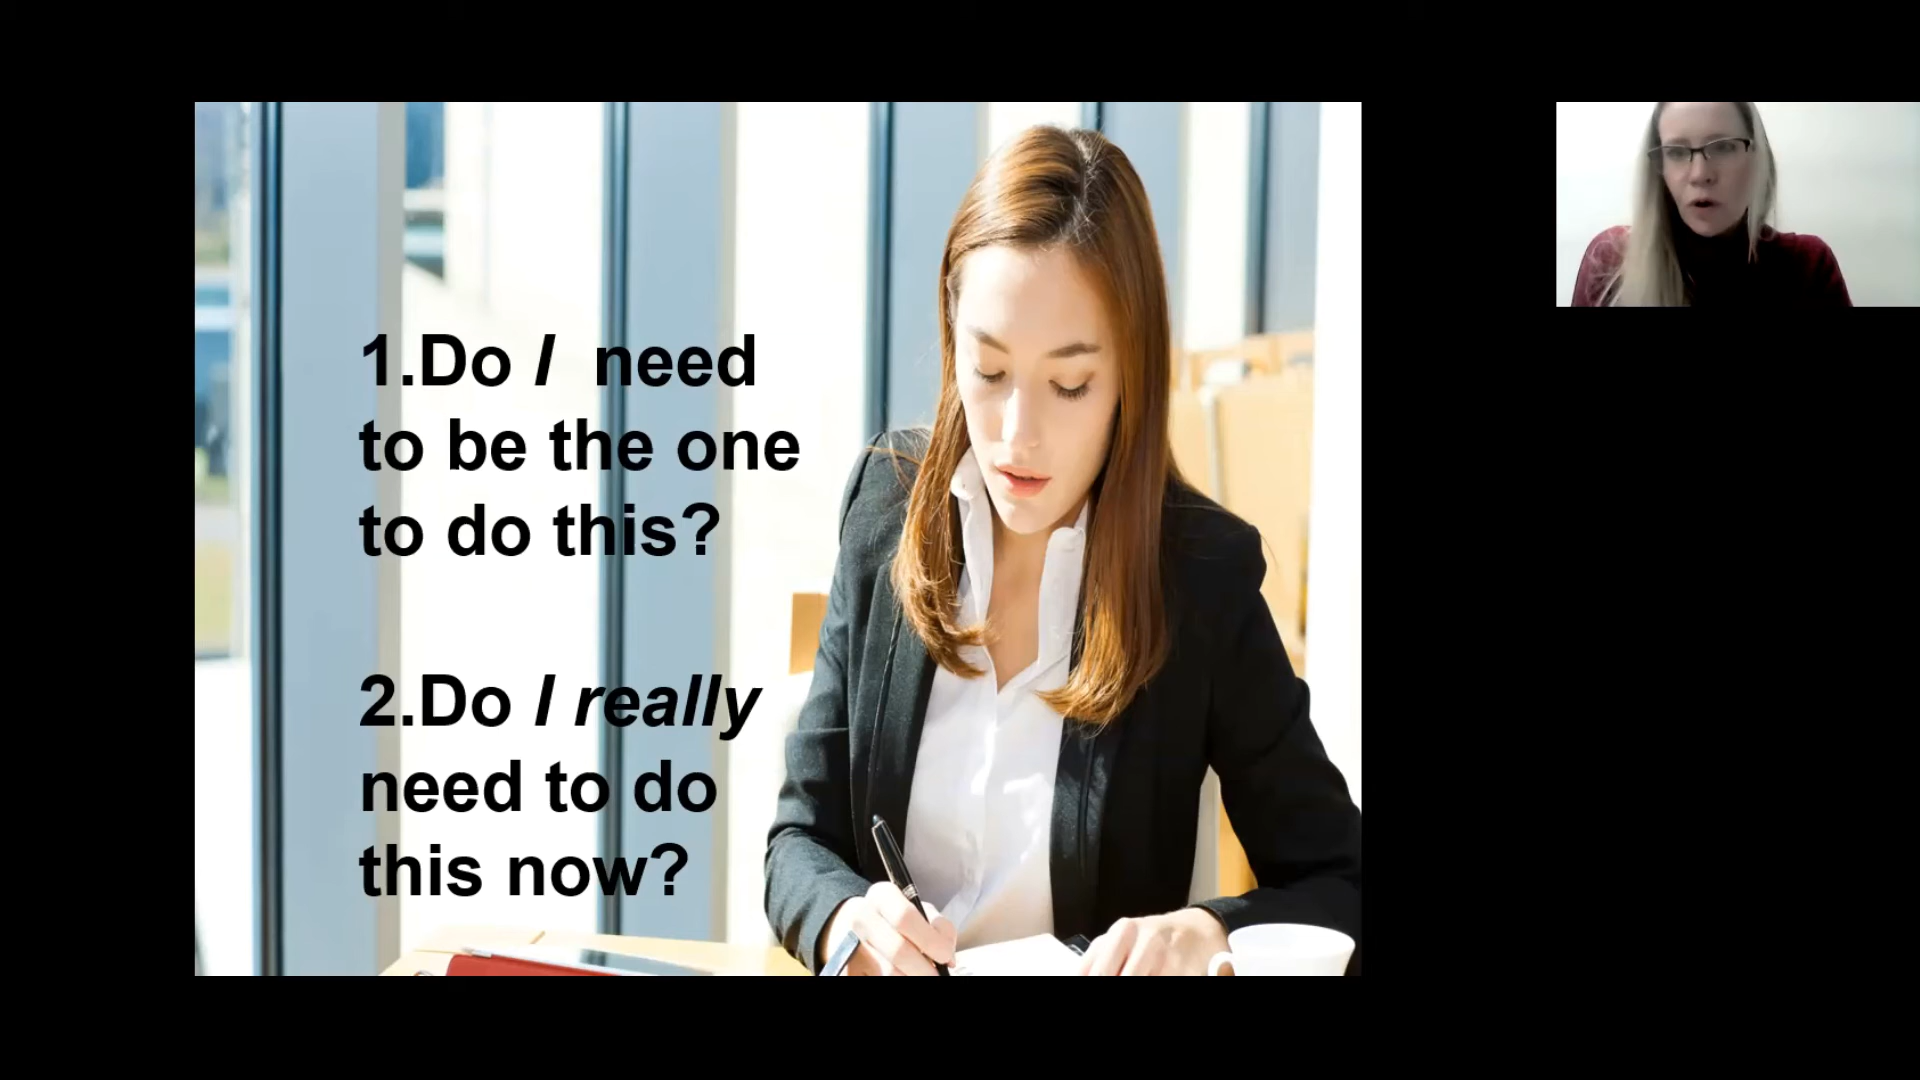 1.Do I need
to be the one
to do this?
2.Do I really
need to do
this now?